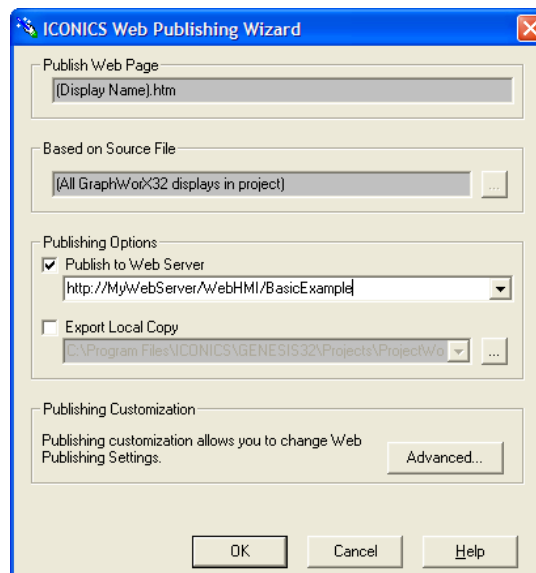 ICONICS Web Publishing Wizard
Publish Web Page
(Display Name).htm
Based on Source File
(All GraphWorX32 displays in project)
...
Publishing Options
Publish to Web Server
http://MyWebServer/WebHMI/BasicExample
Export Local Copy
C:\Program Files\ICONICS\GENESIS32\Projects\ProjectWo
...
Publishing Customization
Publishing customization allows you to change Web
Publishing Settings.
Advanced...
OK
Cancel
Help